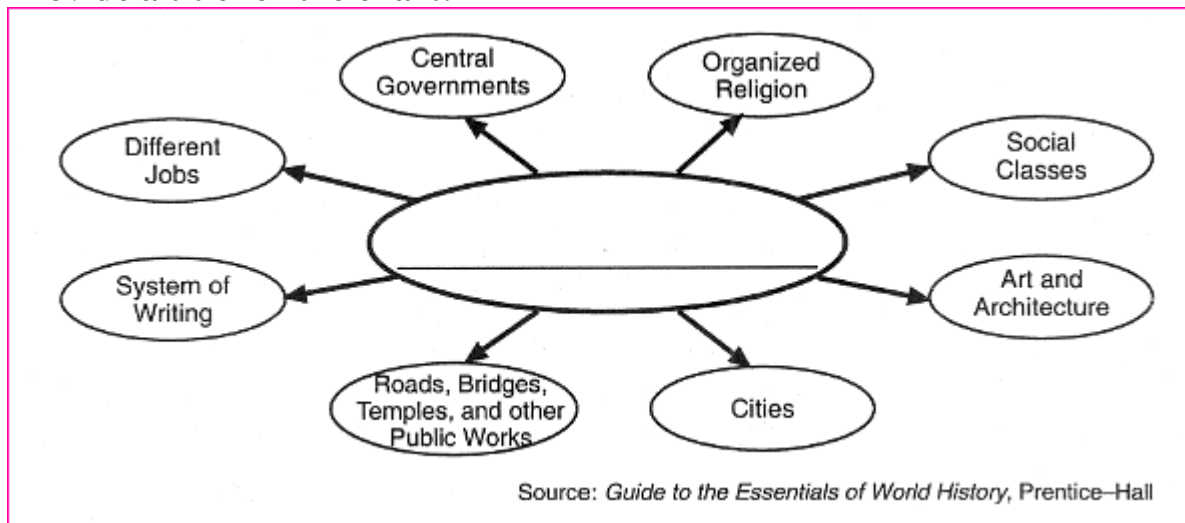 Central
Governments
Organized
Religion
Different
Jobs
Social
Classes
System of
Writing
Art and
Architecture
Roads, Bridges,
Temples, and other
Public Works
Cities
Source: Guide to the Essentials of World History, Prentice–Hall